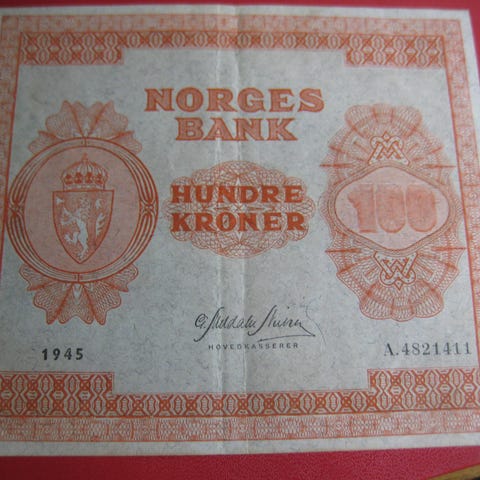 NORGES
BANK
HUNDRE
KRONER
100
HOVEDKASSERER
1945
A.4821411